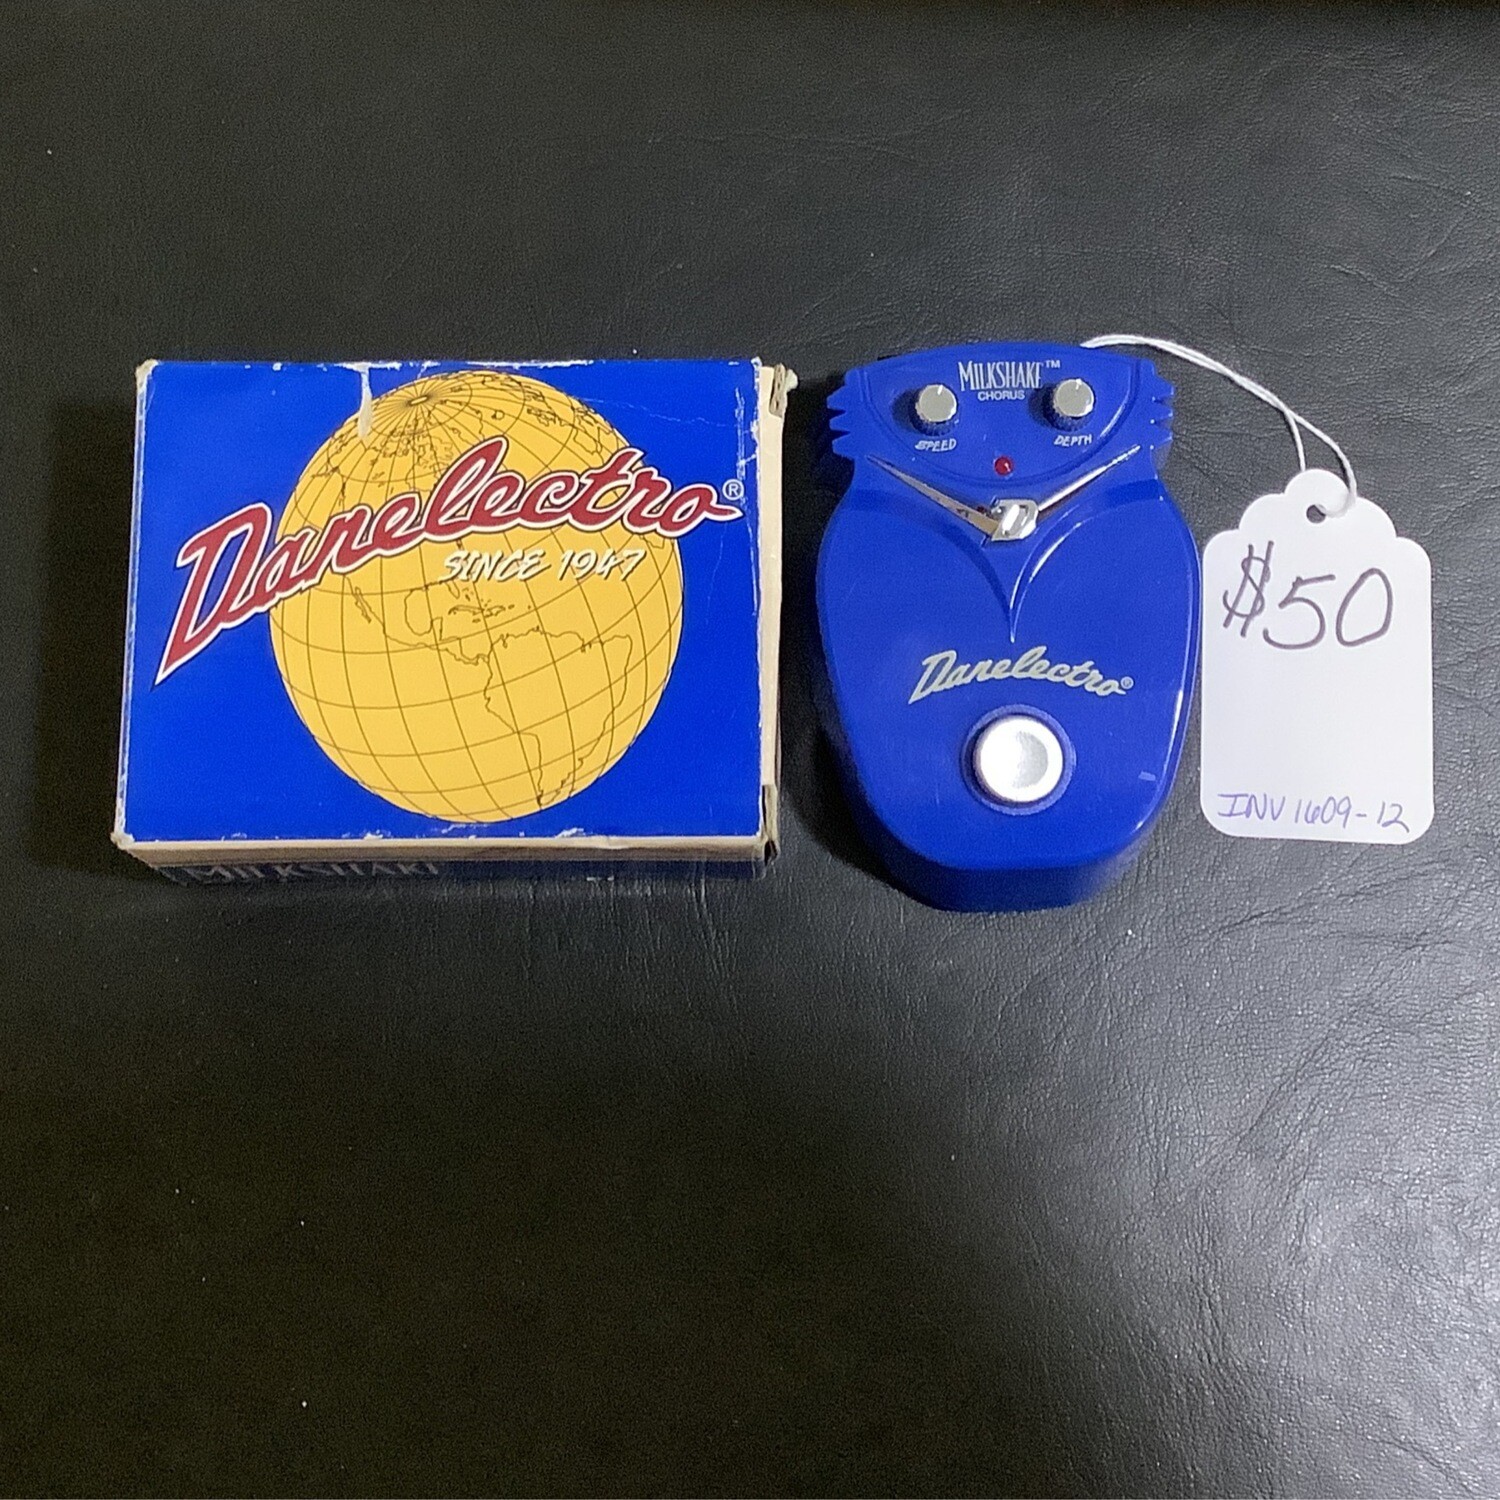 Danelectro®
SINCE 1947
MILKSHAKE
MILKSHAKE™
CHORUS
SPEED
DEPTH
Danelectro®
$50
INV 1609-12